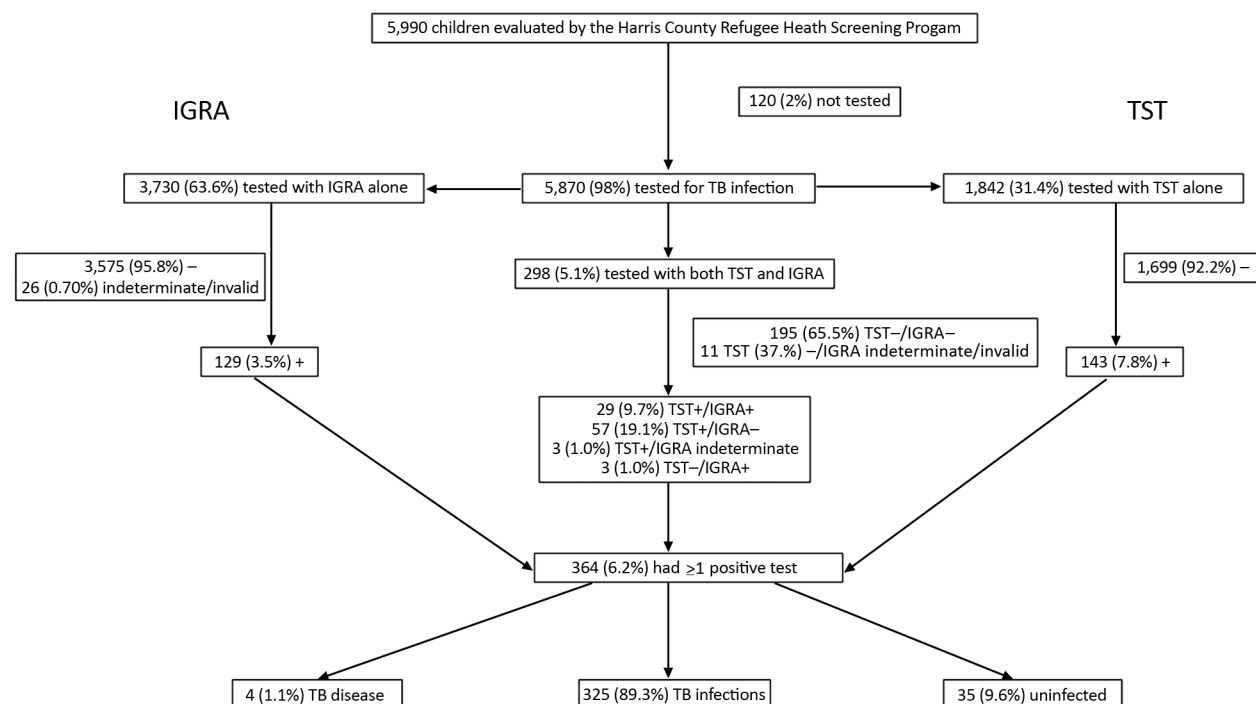 5,990 children evaluated by the Harris County Refugee Heath Screening Progam
120 (2%) not tested
IGRA
TST
3,730 (63.6%) tested with IGRA alone
5,870 (98%) tested for TB infection
1,842 (31.4%) tested with TST alone
3,575 (95.8%) –
26 (0.70%) indeterminate/invalid
298 (5.1%) tested with both TST and IGRA
1,699 (92.2%) –
195 (65.5%) TST–/IGRA–
11 TST (37.%) –/IGRA indeterminate/invalid
129 (3.5%) +
143 (7.8%) +
29 (9.7%) TST+/IGRA+
57 (19.1%) TST+/IGRA–
3 (1.0%) TST+/IGRA indeterminate
3 (1.0%) TST–/IGRA+
364 (6.2%) had ≥1 positive test
4 (1.1%) TB disease
325 (89.3%) TB infections
35 (9.6%) uninfected